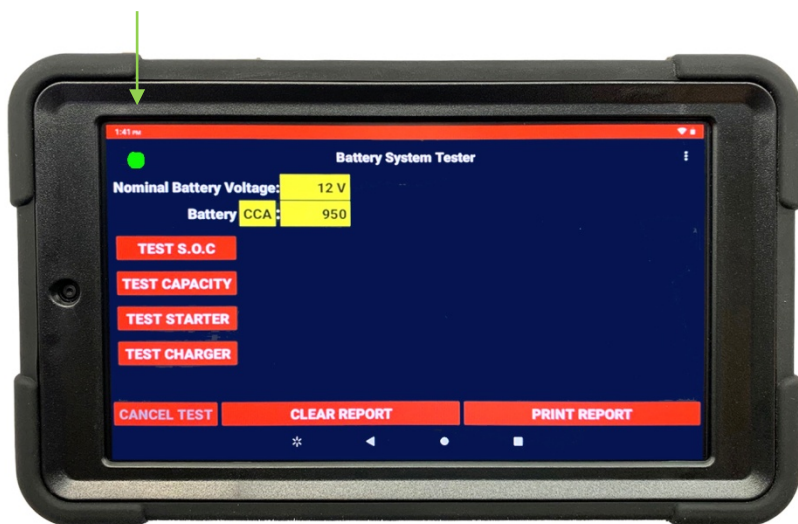 1:41 PM
Battery System Tester
Nominal Battery Voltage: 12 V
Battery CCA: 950
TEST S.O.C
TEST CAPACITY
TEST STARTER
TEST CHARGER
CANCEL TEST CLEAR REPORT PRINT REPORT